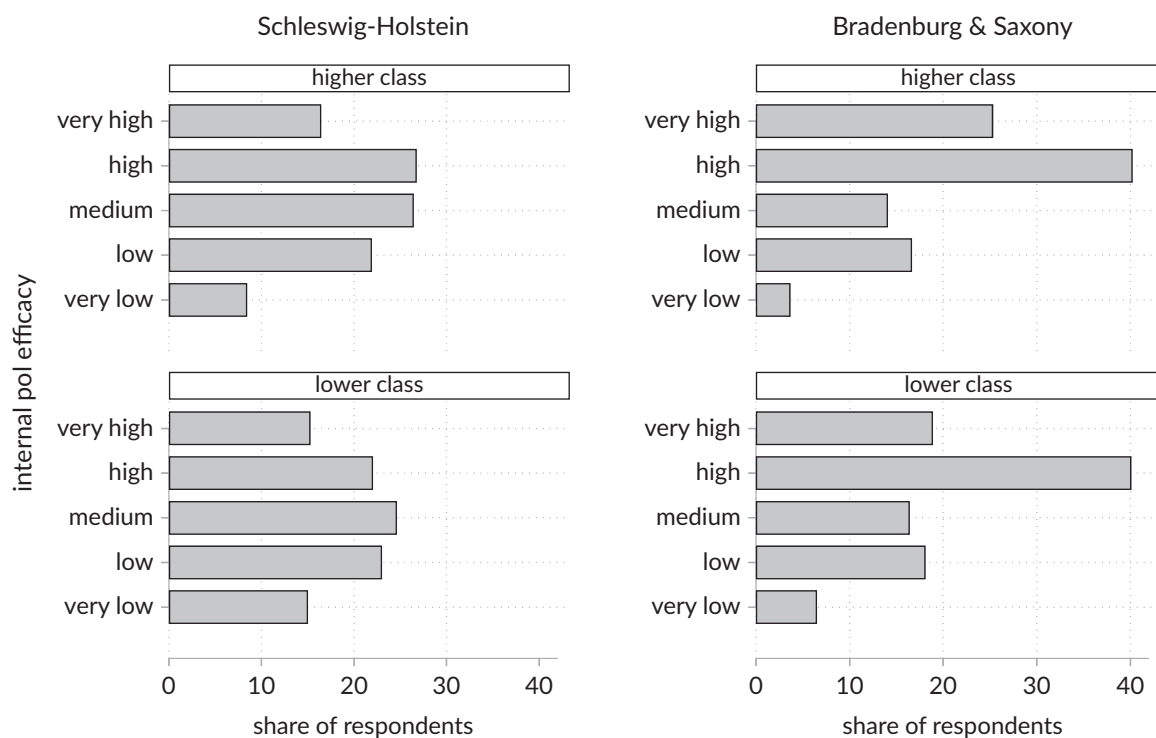 Schleswig-Holstein
higher class
very high
high
medium
low
very low
lower class
very high
high
medium
low
very low
0 10 20 30 40
share of respondents
internal pol efficacy
Bradenburg & Saxony
higher class
very high
high
medium
low
very low
lower class
very high
high
medium
low
very low
0 10 20 30 40
share of respondents